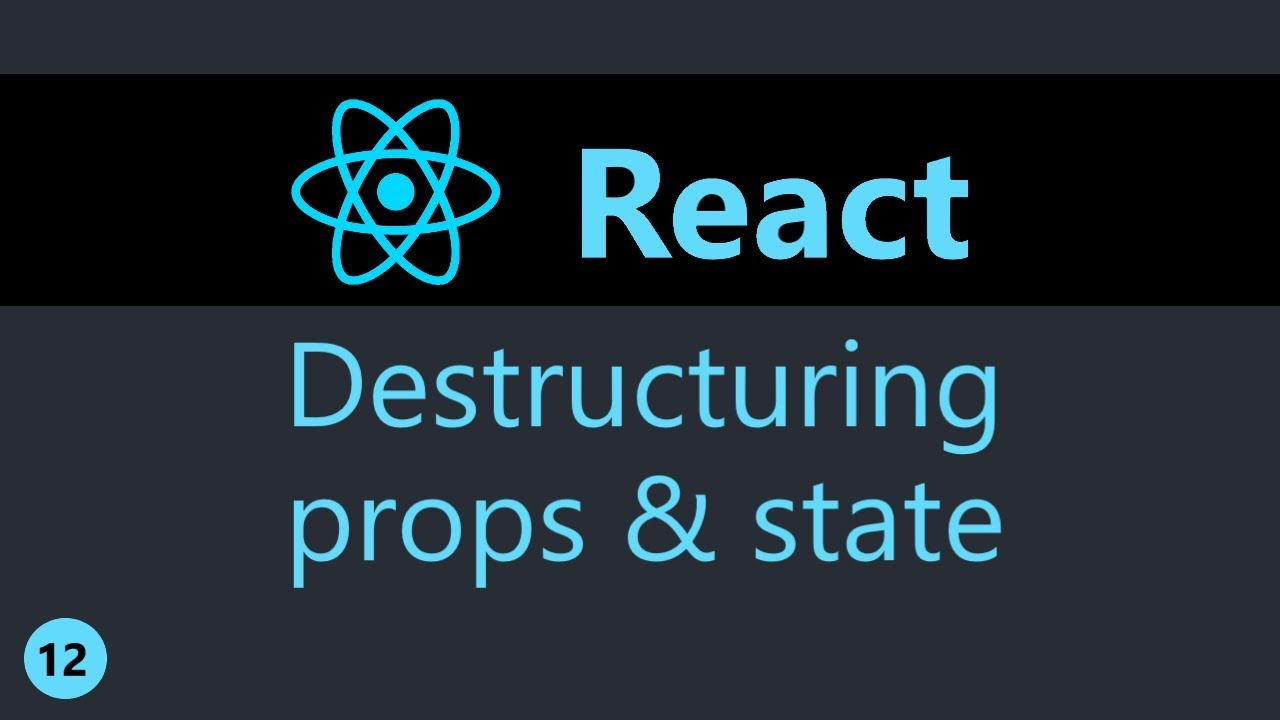 React
Destructuring
props & state
12